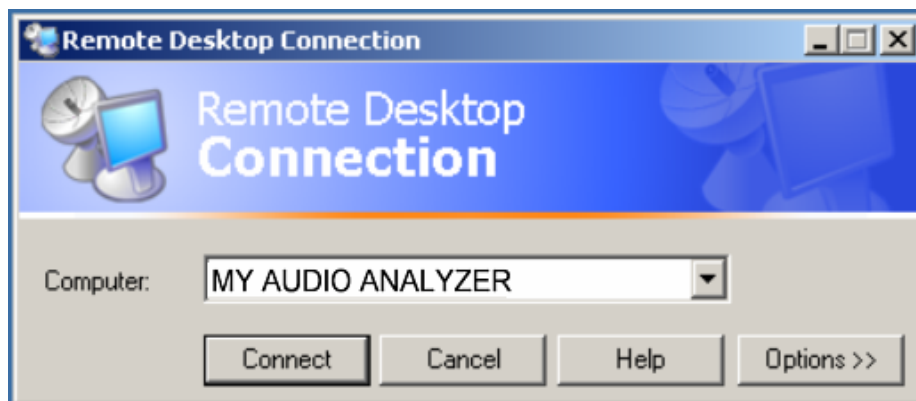 Remote Desktop Connection
Remote Desktop
Connection
Computer: MY AUDIO ANALYZER
Connect Cancel Help Options >>